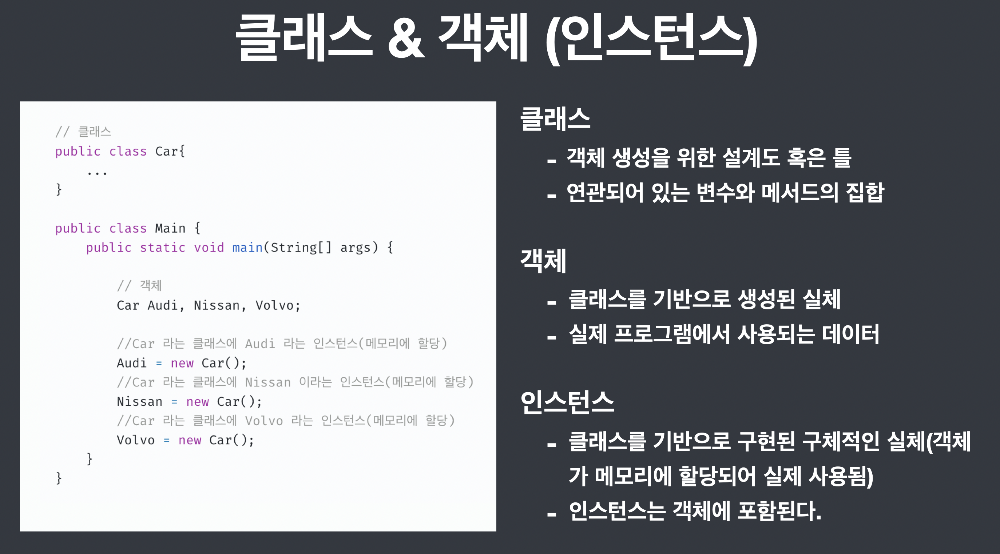 클래스 & 객체 (인스턴스)
// 클래스
public class Car{
...
}
public class Main {
public static void main(String[] args) {
// 객체
Car Audi, Nissan, Volvo;
//Car 라는 클래스에 Audi 라는 인스턴스(메모리에 할당)
Audi = new Car();
//Car 라는 클래스에 Nissan 이라는 인스턴스(메모리에 할당)
Nissan = new Car();
//Car 라는 클래스에 Volvo 라는 인스턴스(메모리에 할당)
Volvo = new Car();
}
}
클래스
- 객체 생성을 위한 설계도 혹은 틀
- 연관되어 있는 변수와 메서드의 집합
객체
- 클래스를 기반으로 생성된 실체
- 실제 프로그램에서 사용되는 데이터
인스턴스
- 클래스를 기반으로 구현된 구체적인 실체(객체
가 메모리에 할당되어 실제 사용됨)
- 인스턴스는 객체에 포함된다.